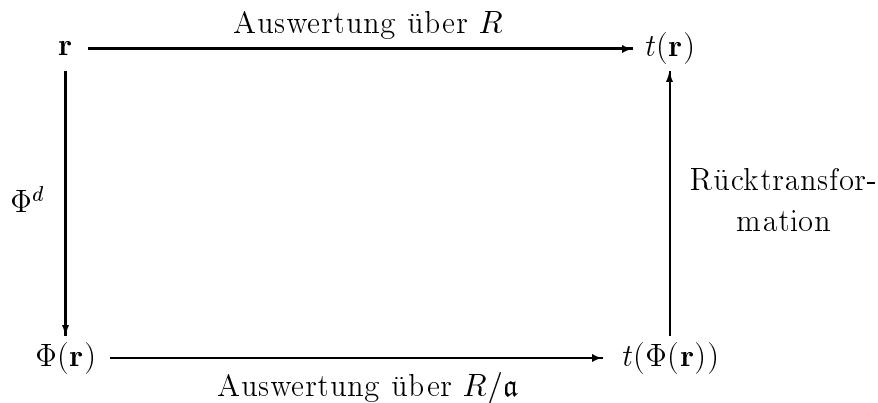 Auswertung über R
r
t(r)
Φ^d
Rücktransfor-
mation
Φ(r)
t(Φ(r))
Auswertung über R/𝔞